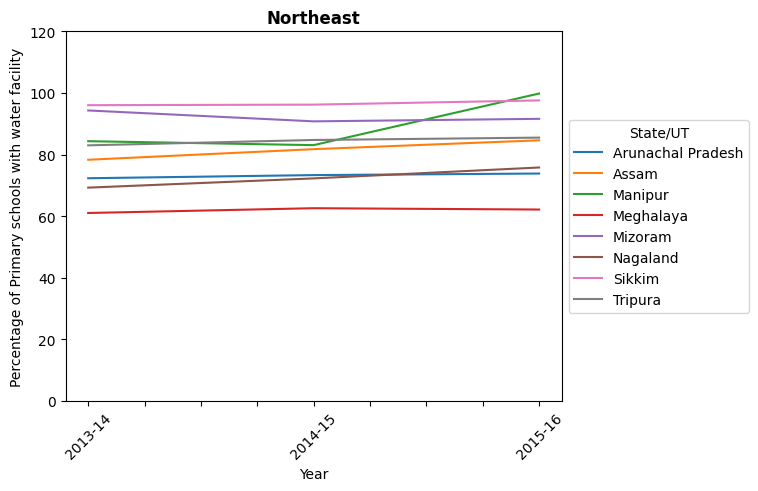 Northeast
Percentage of Primary schools with water facility
120
100
80
60
40
20
0
2013-14
2014-15
2015-16
Year
State/UT
Arunachal Pradesh
Assam
Manipur
Meghalaya
Mizoram
Nagaland
Sikkim
Tripura